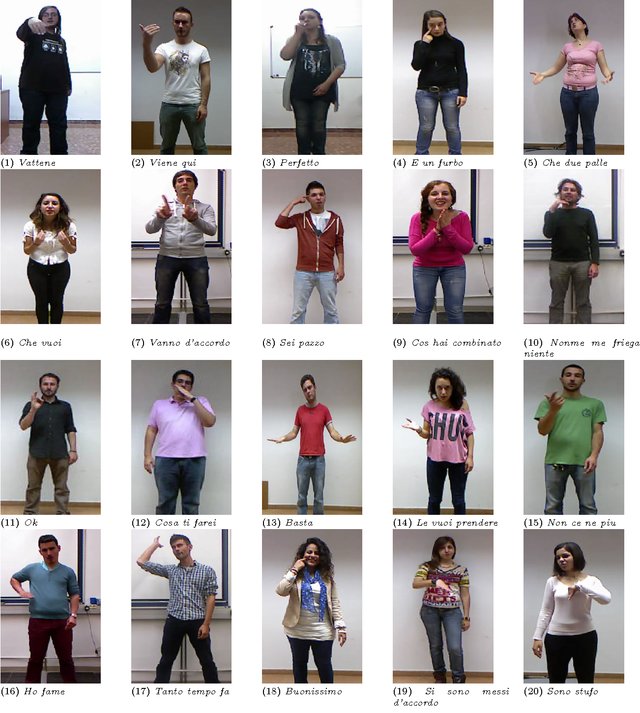 (1) Vattene
(2) Viene qui
(3) Perfetto
(4) E un furbo
(5) Che due palle
(6) Che vuoi
(7) Vanno d'accordo
(8) Sei pazzo
(9) Cos hai combinato
(10) Nonme me friega
niente
CHUC
(11) Ok
(12) Cosa ti farei
(13) Basta
(14) Le vuoi prendere
(15) Non ce ne piu
(16) Ho fame
(17) Tanto tempo fa
(18) Buonissimo
(19) Si sono messi
d'accordo
(20) Sono stufo